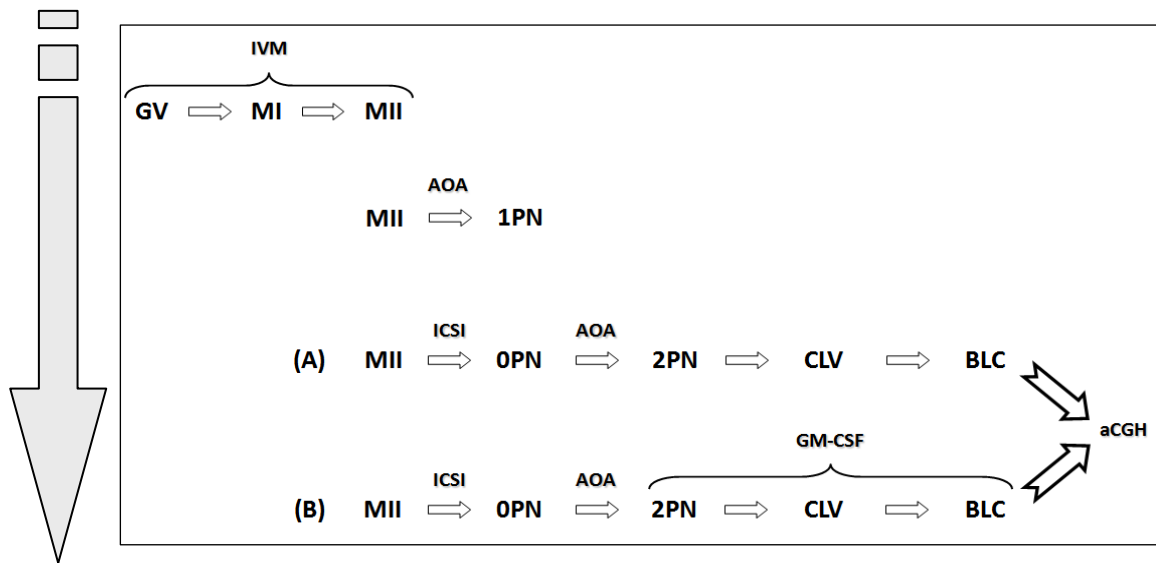 IVM
GV MI MII
AOA
MII 1PN
ICSI AOA
(A) MII 0PN 2PN CLV BLC
aCGH
GM-CSF
ICSI AOA
(B) MII 0PN 2PN CLV BLC